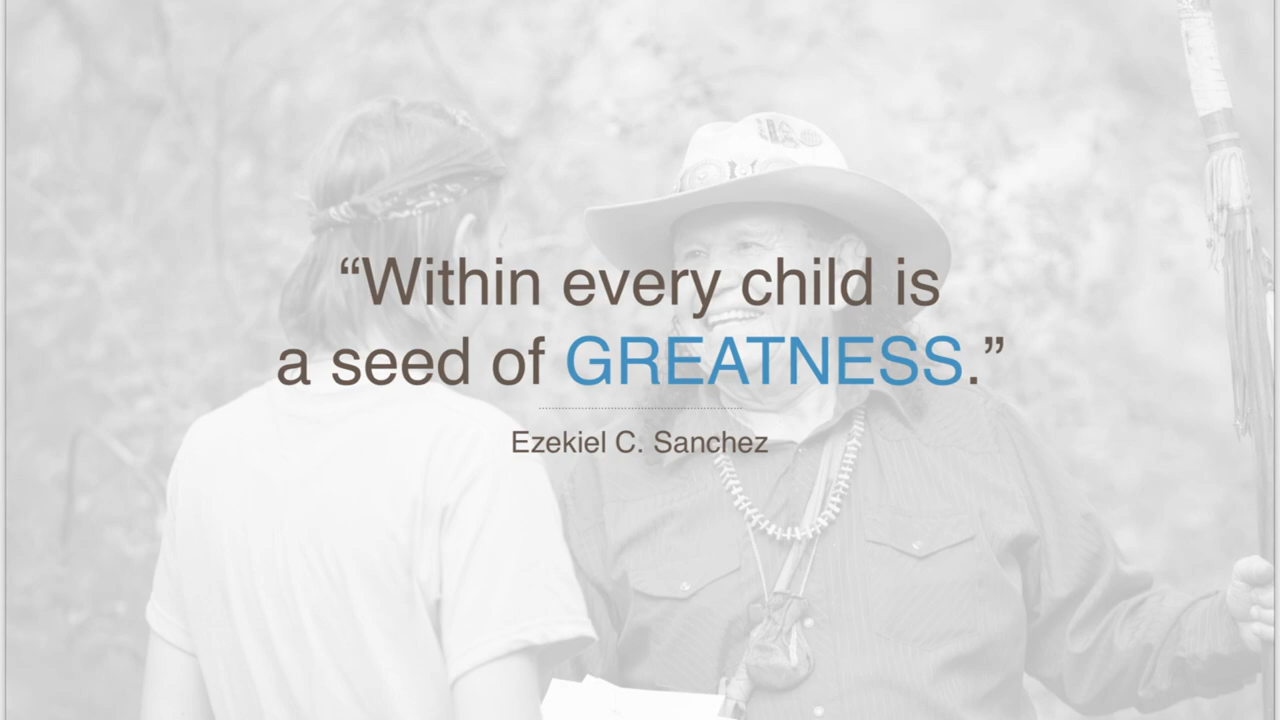 “Within every child is
a seed of GREATNESS.”
Ezekiel C. Sanchez